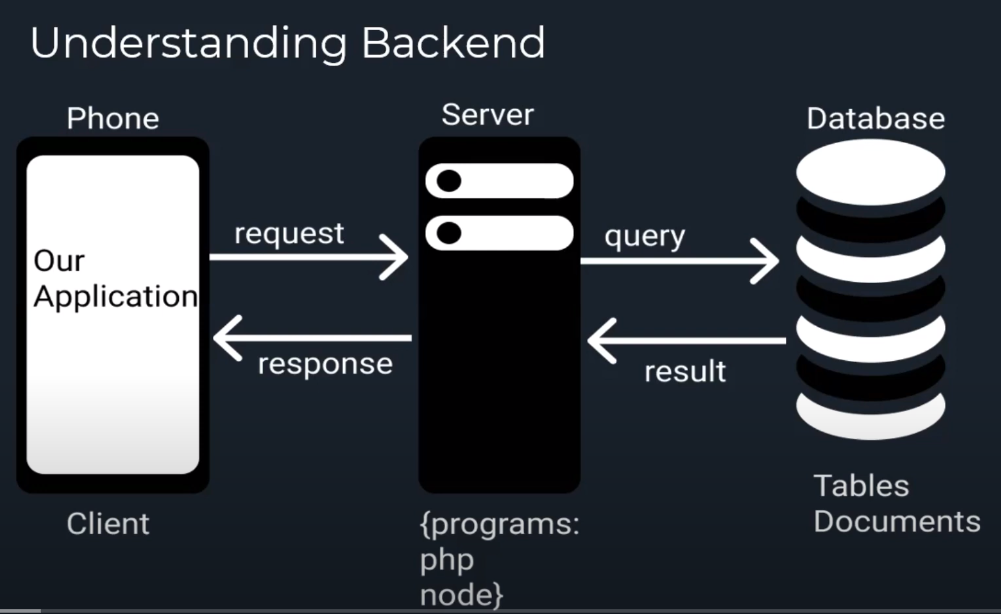 Understanding Backend
Phone
Server
Database
Our
Application
request
response
query
result
Client
{programs:
php
node}
Tables
Documents